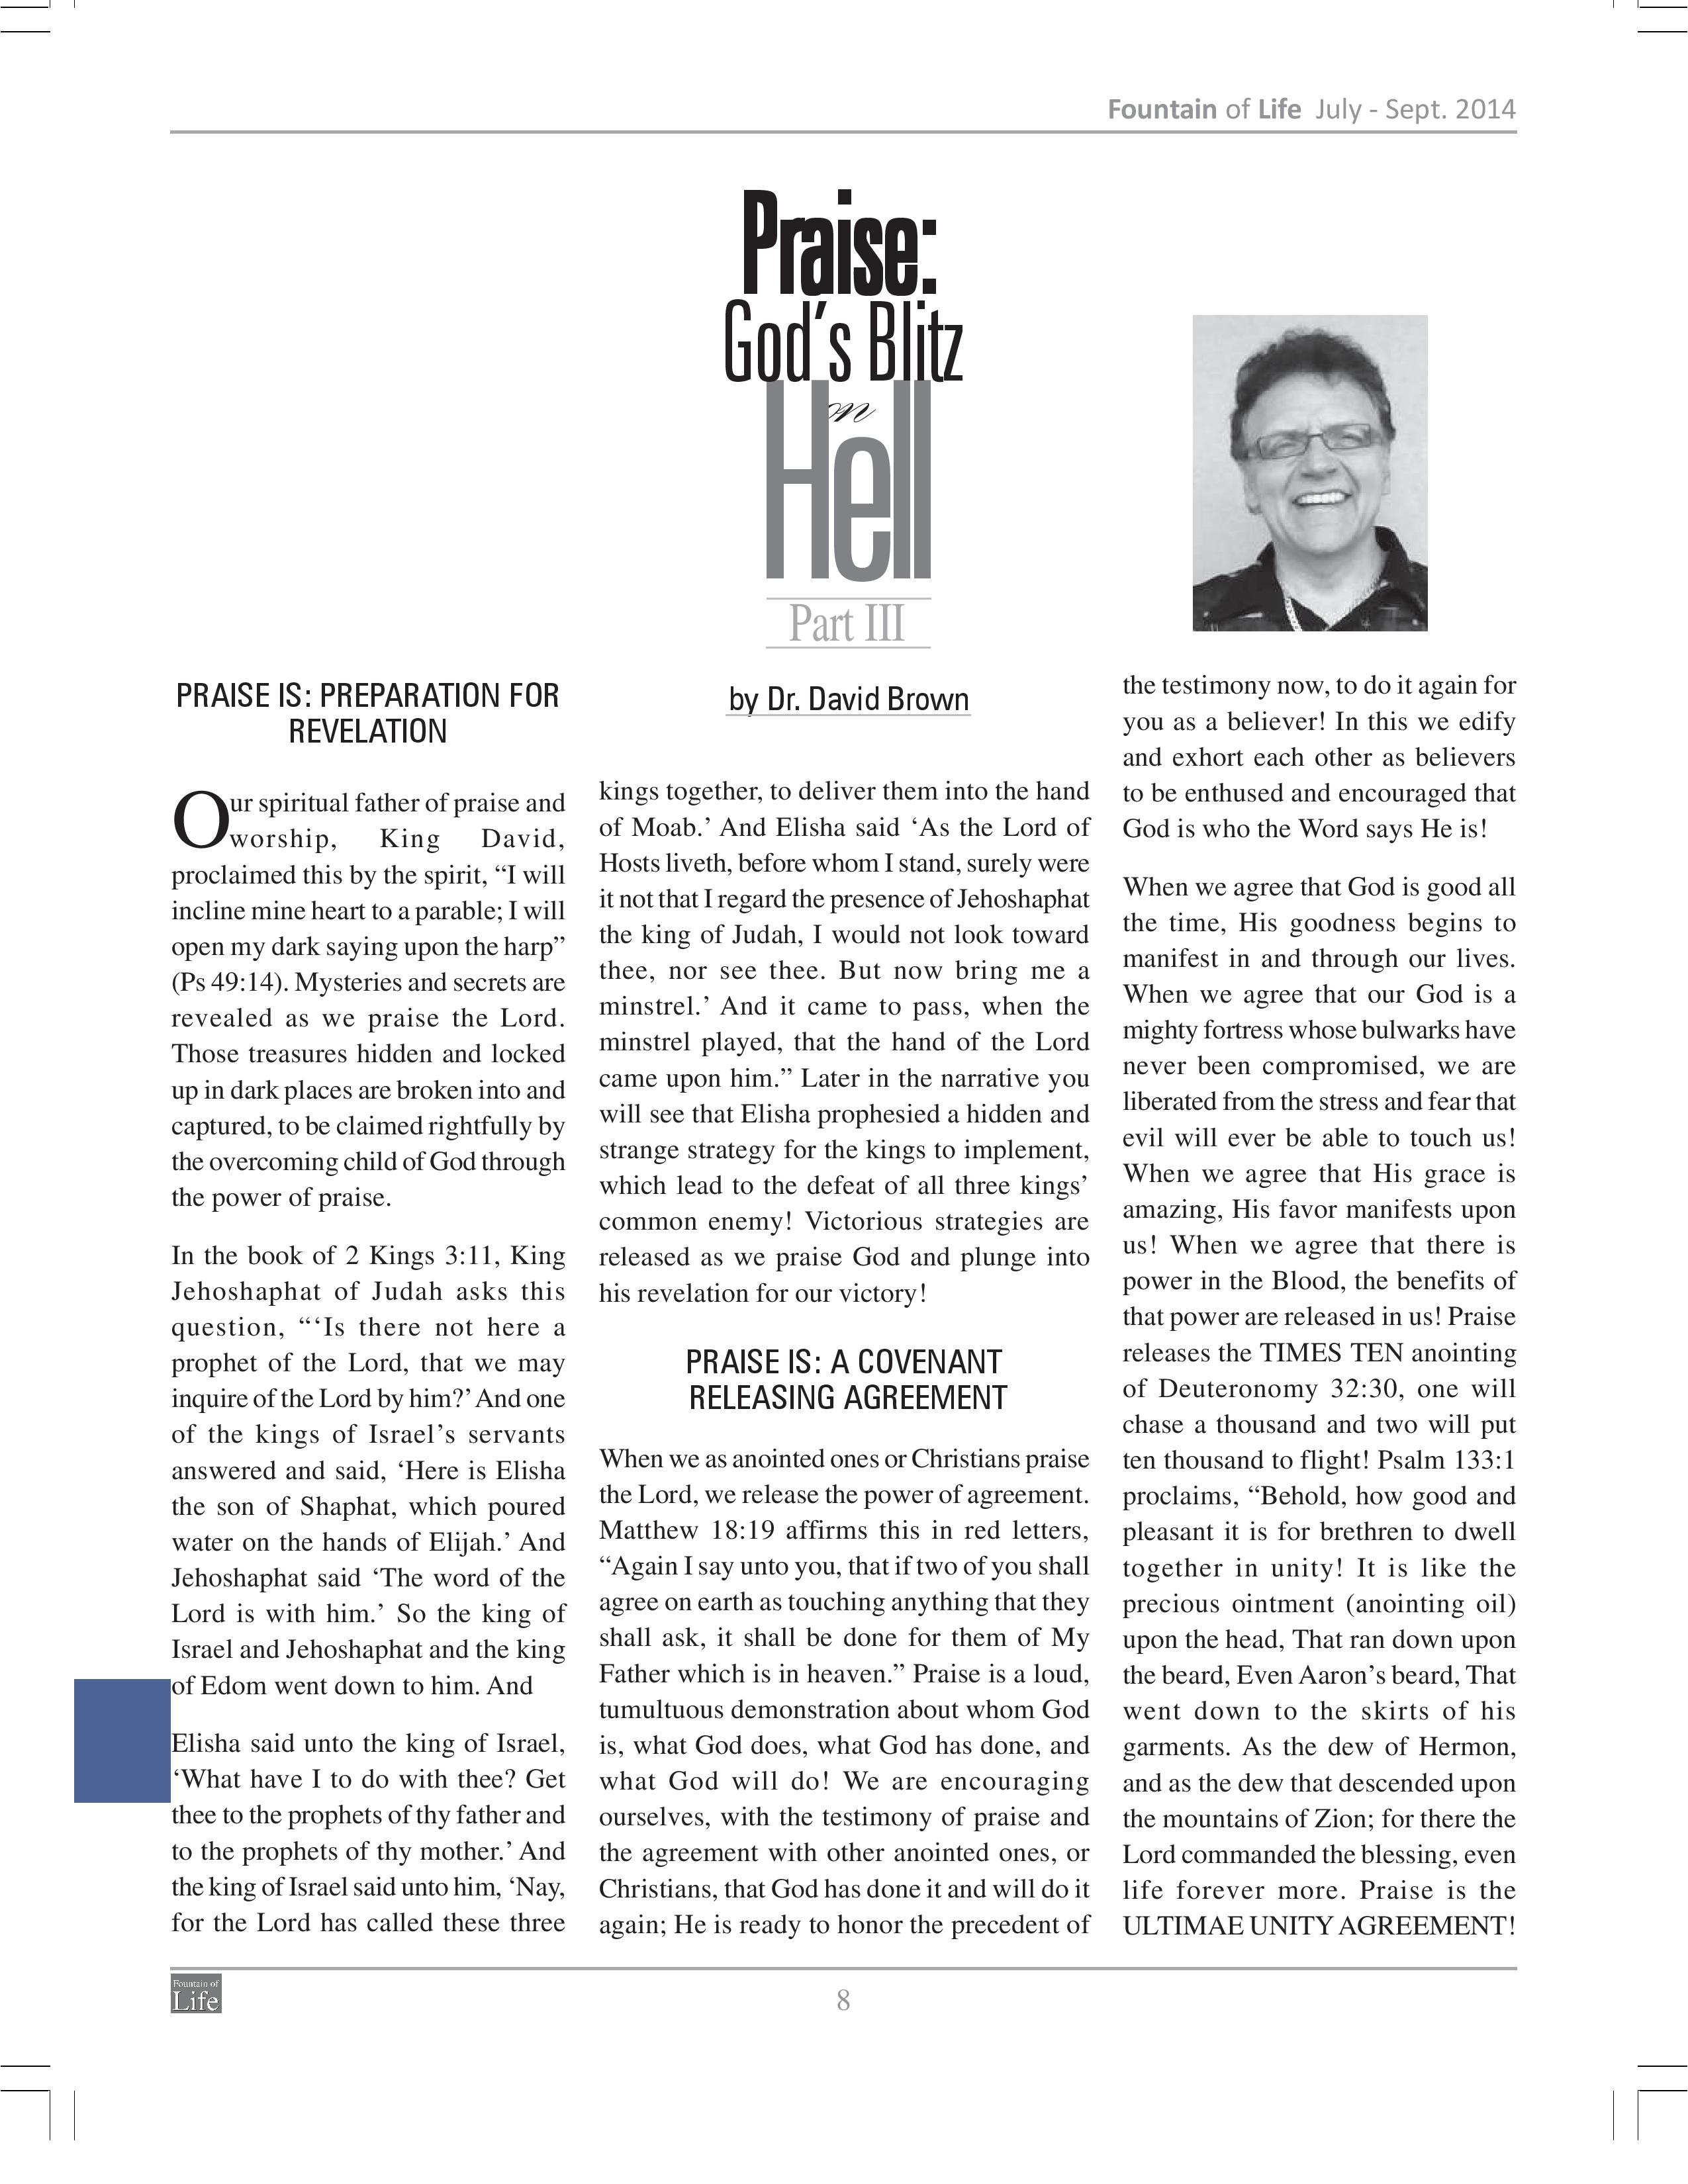 Fountain of Life July - Sept. 2014
Praise:
God’s Blitz
on
Hell
Part III
by Dr. David Brown
PRAISE IS: PREPARATION FOR
REVELATION
Our spiritual father of praise and
worship, King David,
proclaimed this by the spirit, “I will
incline mine heart to a parable; I will
open my dark saying upon the harp”
(Ps 49:14). Mysteries and secrets are
revealed as we praise the Lord.
Those treasures hidden and locked
up in dark places are broken into and
captured, to be claimed rightfully by
the overcoming child of God through
the power of praise.
In the book of 2 Kings 3:11, King
Jehoshaphat of Judah asks this
question, “‘Is there not here a
prophet of the Lord, that we may
inquire of the Lord by him?’ And one
of the kings of Israel’s servants
answered and said, ‘Here is Elisha
the son of Shaphat, which poured
water on the hands of Elijah.’ And
Jehoshaphat said ‘The word of the
Lord is with him.’ So the king of
Israel and Jehoshaphat and the king
of Edom went down to him. And
Elisha said unto the king of Israel,
‘What have I to do with thee? Get
thee to the prophets of thy father and
to the prophets of thy mother.’ And
the king of Israel said unto him, ‘Nay,
for the Lord has called these three
kings together, to deliver them into the hand
of Moab.’ And Elisha said ‘As the Lord of
Hosts liveth, before whom I stand, surely were
it not that I regard the presence of Jehoshaphat
the king of Judah, I would not look toward
thee, nor see thee. But now bring me a
minstrel.’ And it came to pass, when the
minstrel played, that the hand of the Lord
came upon him.” Later in the narrative you
will see that Elisha prophesied a hidden and
strange strategy for the kings to implement,
which lead to the defeat of all three kings’
common enemy! Victorious strategies are
released as we praise God and plunge into
his revelation for our victory!
PRAISE IS: A COVENANT
RELEASING AGREEMENT
When we as anointed ones or Christians praise
the Lord, we release the power of agreement.
Matthew 18:19 affirms this in red letters,
“Again I say unto you, that if two of you shall
agree on earth as touching anything that they
shall ask, it shall be done for them of My
Father which is in heaven.” Praise is a loud,
tumultuous demonstration about whom God
is, what God does, what God has done, and
what God will do! We are encouraging
ourselves, with the testimony of praise and
the agreement with other anointed ones, or
Christians, that God has done it and will do it
again; He is ready to honor the precedent of
the testimony now, to do it again for
you as a believer! In this we edify
and exhort each other as believers
to be enthused and encouraged that
God is who the Word says He is!
When we agree that God is good all
the time, His goodness begins to
manifest in and through our lives.
When we agree that our God is a
mighty fortress whose bulwarks have
never been compromised, we are
liberated from the stress and fear that
evil will ever be able to touch us!
When we agree that His grace is
amazing, His favor manifests upon
us! When we agree that there is
power in the Blood, the benefits of
that power are released in us! Praise
releases the TIMES TEN anointing
of Deuteronomy 32:30, one will
chase a thousand and two will put
ten thousand to flight! Psalm 133:1
proclaims, “Behold, how good and
pleasant it is for brethren to dwell
together in unity! It is like the
precious ointment (anointing oil)
upon the head, That ran down upon
the beard, Even Aaron’s beard, That
went down to the skirts of his
garments. As the dew of Hermon,
and as the dew that descended upon
the mountains of Zion; for there the
Lord commanded the blessing, even
life forever more. Praise is the
ULTIMAE UNITY AGREEMENT!
Fountain of
Life
8